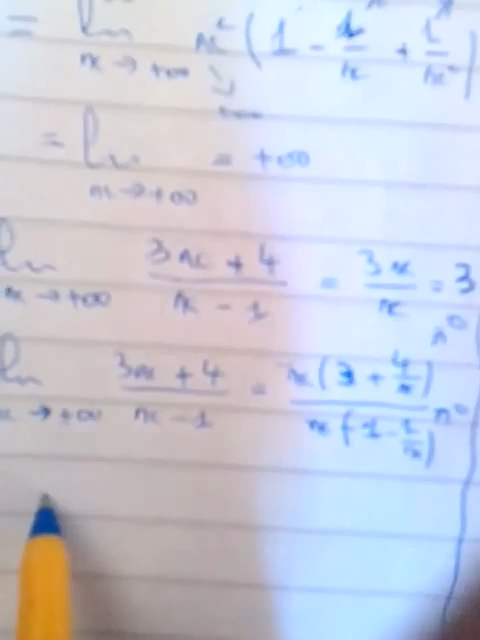 = lim x → +∞ x² (1 - 1/x + 1/x²)
= lim x → +∞ = +∞
lim x → +∞ (3x + 4)/(x - 1) = 3x/x = 3
lim x → +∞ (3x + 4)/(x - 1) = x(3 + 4/x)/x(1 - 1/x)